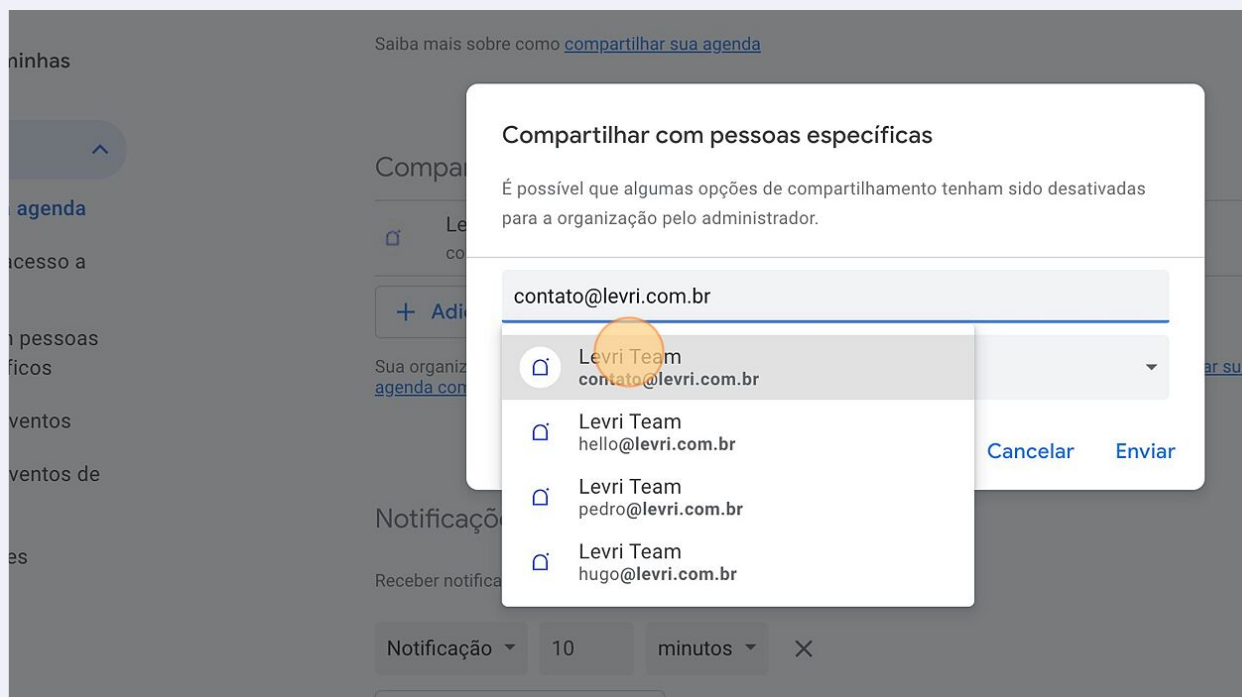 Saiba mais sobre como compartilhar sua agenda
minhas
Compartilhar com pessoas específicas
É possível que algumas opções de compartilhamento tenham sido desativadas
para a organização pelo administrador.
Compar
agenda
Le
co
acesso a
contato@levri.com.br
+ Adi
pessoas
ficos
Levri Team
contato@levri.com.br
Sua organiz
ar su
agenda com
ventos
Levri Team
hello@levri.com.br
Cancelar Enviar
ventos de
Levri Team
pedro@levri.com.br
Notificaçõ
es
Levri Team
hugo@levri.com.br
Receber notifica
Notificação 10 minutos